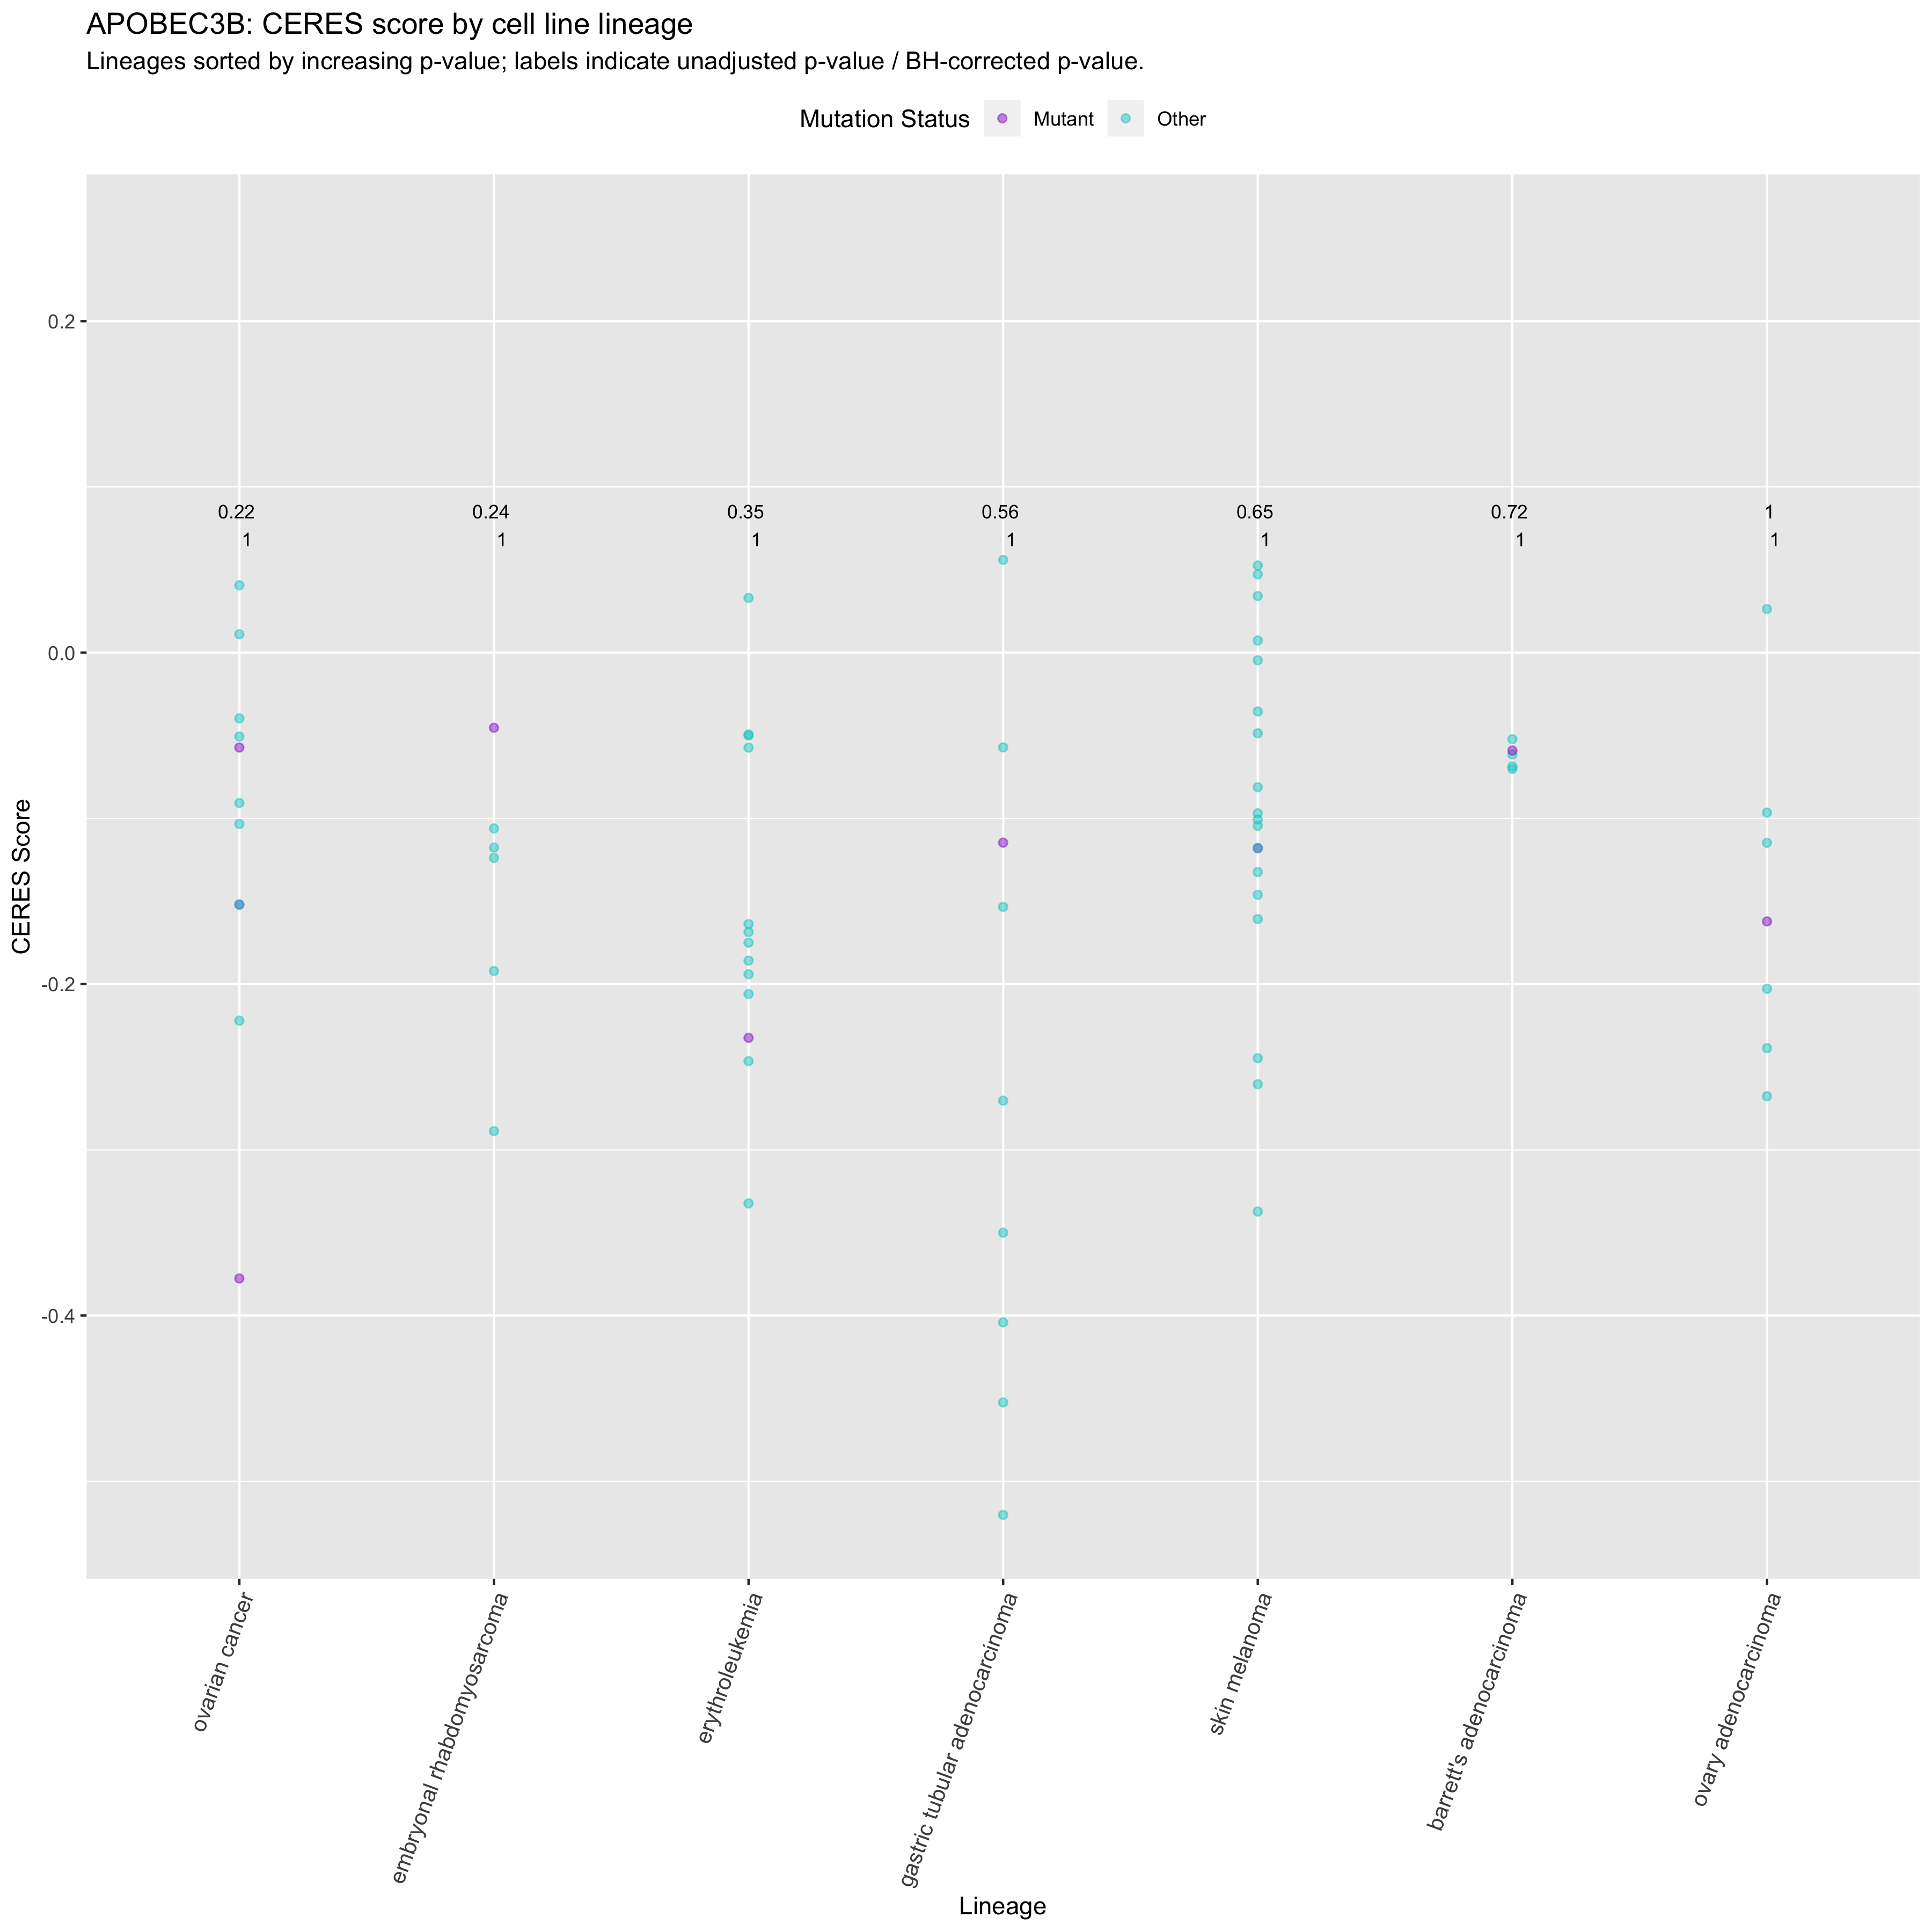 APOBEC3B: CERES score by cell line lineage
Lineages sorted by increasing p-value; labels indicate unadjusted p-value / BH-corrected p-value.
Mutation Status Mutant Other
0.2
0.22 0.24 0.35 0.56 0.65 0.72 1
1 1 1 1 1 1 1
0.0
CERES Score
-0.2
-0.4
ovarian cancer
embryonal rhabdomyosarcoma
erythroleukemia
gastric tubular adenocarcinoma
skin melanoma
barrett's adenocarcinoma
ovary adenocarcinoma
Lineage